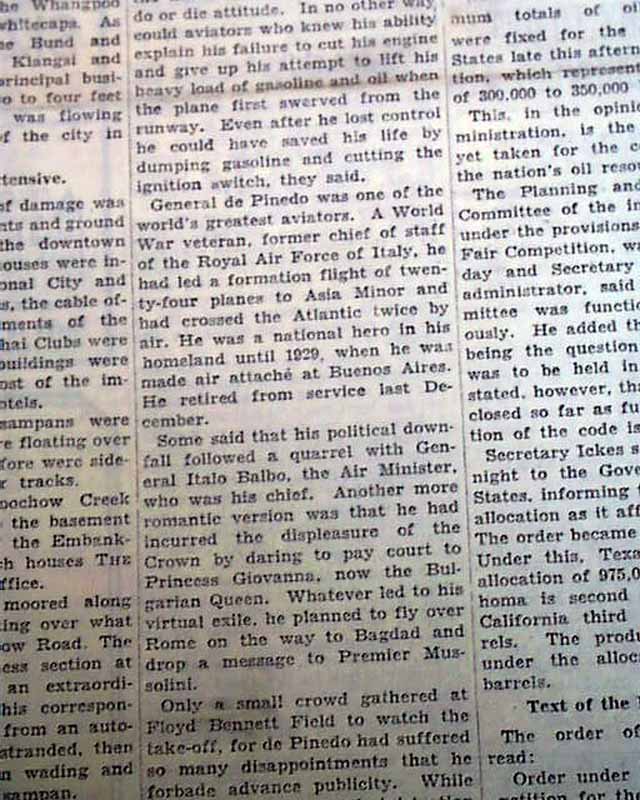 he Whangpoo
whitecaps. As
e Bund and
Kiangsi and
principal busi-
o to four feet
was flowing
f the city in
tensive.
of damage was
nts and ground
the downtown
ouses were in-
onal City and
s, the cable of-
ments of the
hai Clubs were
buildings were
ost of the im-
otels.
sampans were
re floating over
fore were side-
r tracks.
oochow Creek
the basement
the Embank-
ch houses THE
ffice.
moored along
ting over what
ow Road. The
ess section at
an extraordi-
his correspon-
from an auto-
stranded, then
n wading and
sampan.
do or die attitude. In no other way
could aviators who knew his ability
explain his failure to cut his engine
and give up his attempt to lift his
heavy load of gasoline and oil when
the plane first swerved from the
runway. Even after he lost control
he could have saved his life by
dumping gasoline and cutting the
ignition switch, they said.
General de Pinedo was one of the
world's greatest aviators. A World
War veteran, former chief of staff
of the Royal Air Force of Italy, he
had led a formation flight of twen-
ty-four planes to Asia Minor and
had crossed the Atlantic twice by
air. He was a national hero in his
homeland until 1929, when he was
made air attaché at Buenos Aires.
He retired from service last De-
cember.
Some said that his political down-
fall followed a quarrel with Gen-
eral Italo Balbo, the Air Minister,
who was his chief. Another more
romantic version was that he had
incurred the displeasure of the
Crown by daring to pay court to
Princess Giovanna, now the Bul-
garian Queen. Whatever led to his
virtual exile, he planned to fly over
Rome on the way to Bagdad and
drop a message to Premier Mus-
solini.
Only a small crowd gathered at
Floyd Bennett Field to watch the
take-off, for de Pinedo had suffered
so many disappointments that he
forbade advance publicity. While
mum totals of oil
were fixed for the
States late this aftern
tion, which represent
of 300,000 to 350,000
This, in the opini
ministration, is the
yet taken for the c
the nation's oil reso
The Planning and
Committee of the in
under the provisions
Fair Competition, w
day and Secretary
administrator, said
mittee was functio
ously. He added th
being the question
was to be held in
stated, however, tha
closed so far as fu
tion of the code is
Secretary Ickes s
night to the Gove
States, informing
allocation as it aff
The order became
Under this, Texa
allocation of 975,0
homa is second
California third
rels. The produ
under the alloca
barrels.
Text of the
The order of
read:
Order under
petition for the